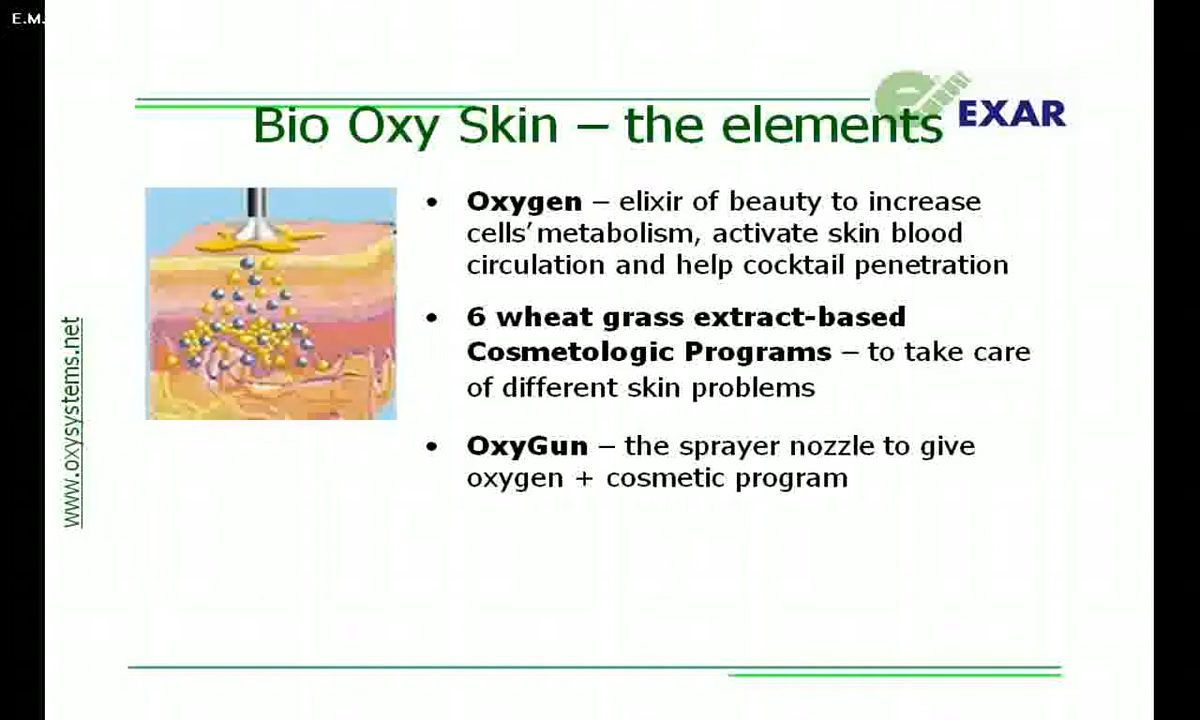 E.M.
Bio Oxy Skin – the elements
EXAR
• Oxygen – elixir of beauty to increase
cells’ metabolism, activate skin blood
circulation and help cocktail penetration
• 6 wheat grass extract-based
Cosmetologic Programs – to take care
of different skin problems
• OxyGun – the sprayer nozzle to give
oxygen + cosmetic program
www.oxysystems.net